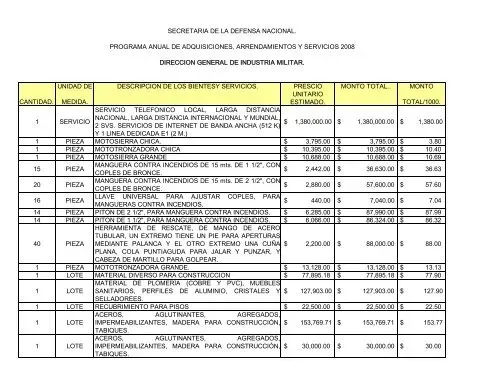 SECRETARIA DE LA DEFENSA NACIONAL.
PROGRAMA ANUAL DE ADQUISICIONES, ARRENDAMIENTOS Y SERVICIOS 2008
DIRECCION GENERAL DE INDUSTRIA MILITAR.
CANTIDAD. UNIDAD DE MEDIDA. DESCRIPCION DE LOS BIENTESY SERVICIOS. PRESCIO UNITARIO ESTIMADO. MONTO TOTAL. MONTO TOTAL/1000.
1 SERVICIO SERVICIO TELEFONICO LOCAL, LARGA DISTANCIA
NACIONAL, LARGA DISTANCIA INTERNACIONAL Y MUNDIAL,
2 SVS. SERVICIOS DE INTERNET DE BANDA ANCHA (512 K)
Y 1 LINEA DEDICADA E1 (2 M.) $ 1,380,000.00 $ 1,380,000.00 $ 1,380.00
1 PIEZA MOTOSIERRA CHICA. $ 3,795.00 $ 3,795.00 $ 3.80
1 PIEZA MOTOTRONZADORA CHICA $ 10,395.00 $ 10,395.00 $ 10.40
1 PIEZA MOTOSIERRA GRANDE $ 10,688.00 $ 10,688.00 $ 10.69
15 PIEZA MANGUERA CONTRA INCENDIOS DE 15 mts. DE 1 1/2", CON
COPLES DE BRONCE. $ 2,442.00 $ 36,630.00 $ 36.63
20 PIEZA MANGUERA CONTRA INCENDIOS DE 15 mts. DE 2 1/2", CON
COPLES DE BRONCE. $ 2,880.00 $ 57,600.00 $ 57.60
16 PIEZA LLAVE UNIVERSAL PARA AJUSTAR COPLES, PARA
MANGUERAS CONTRA INCENDIOS. $ 440.00 $ 7,040.00 $ 7.04
14 PIEZA PITON DE 2 1/2", PARA MANGUERA CONTRA INCENDIOS. $ 6,285.00 $ 87,990.00 $ 87.99
14 PIEZA PITON DE 1 1/2", PARA MANGUERA CONTRA INCENDIOS. $ 6,066.00 $ 86,324.00 $ 86.32
40 PIEZA HERRAMIENTA DE RESCATE, DE MANGO DE ACERO
TUBULAR, UN EXTREMO TIENE UN PIE PARA APERTURAS
MEDIANTE PALANCA Y EL OTRO EXTREMO UNA CUÑA
PLANA, COLA PUNTIAGUDA PARA JALAR Y PUNZAR, Y
CABEZA DE MARTILLO PARA GOLPEAR. $ 2,200.00 $ 88,000.00 $ 88.00
1 PIEZA MOTOTRONZADORA GRANDE. $ 13,128.00 $ 13,128.00 $ 13.13
1 LOTE MATERIAL DIVERSO PARA CONSTRUCCION $ 77,895.18 $ 77,895.18 $ 77.90
1 LOTE MATERIAL DE PLOMERÍA (COBRE Y PVC), MUEBLES
SANITARIOS, PERFILES DE ALUMINIO, CRISTALES Y
SELLADOREES. $ 127,903.00 $ 127,903.00 $ 127.90
1 LOTE RECUBRIMIENTO PARA PISOS $ 22,500.00 $ 22,500.00 $ 22.50
1 LOTE ACEROS, AGLUTINANTES, AGREGADOS,
IMPERMEABILIZANTES, MADERA PARA CONSTRUCCIÓN,
TABIQUES. $ 153,769.71 $ 153,769.71 $ 153.77
1 LOTE ACEROS, AGLUTINANTES, AGREGADOS,
IMPERMEABILIZANTES, MADERA PARA CONSTRUCCIÓN,
TABIQUES. $ 30,000.00 $ 30,000.00 $ 30.00